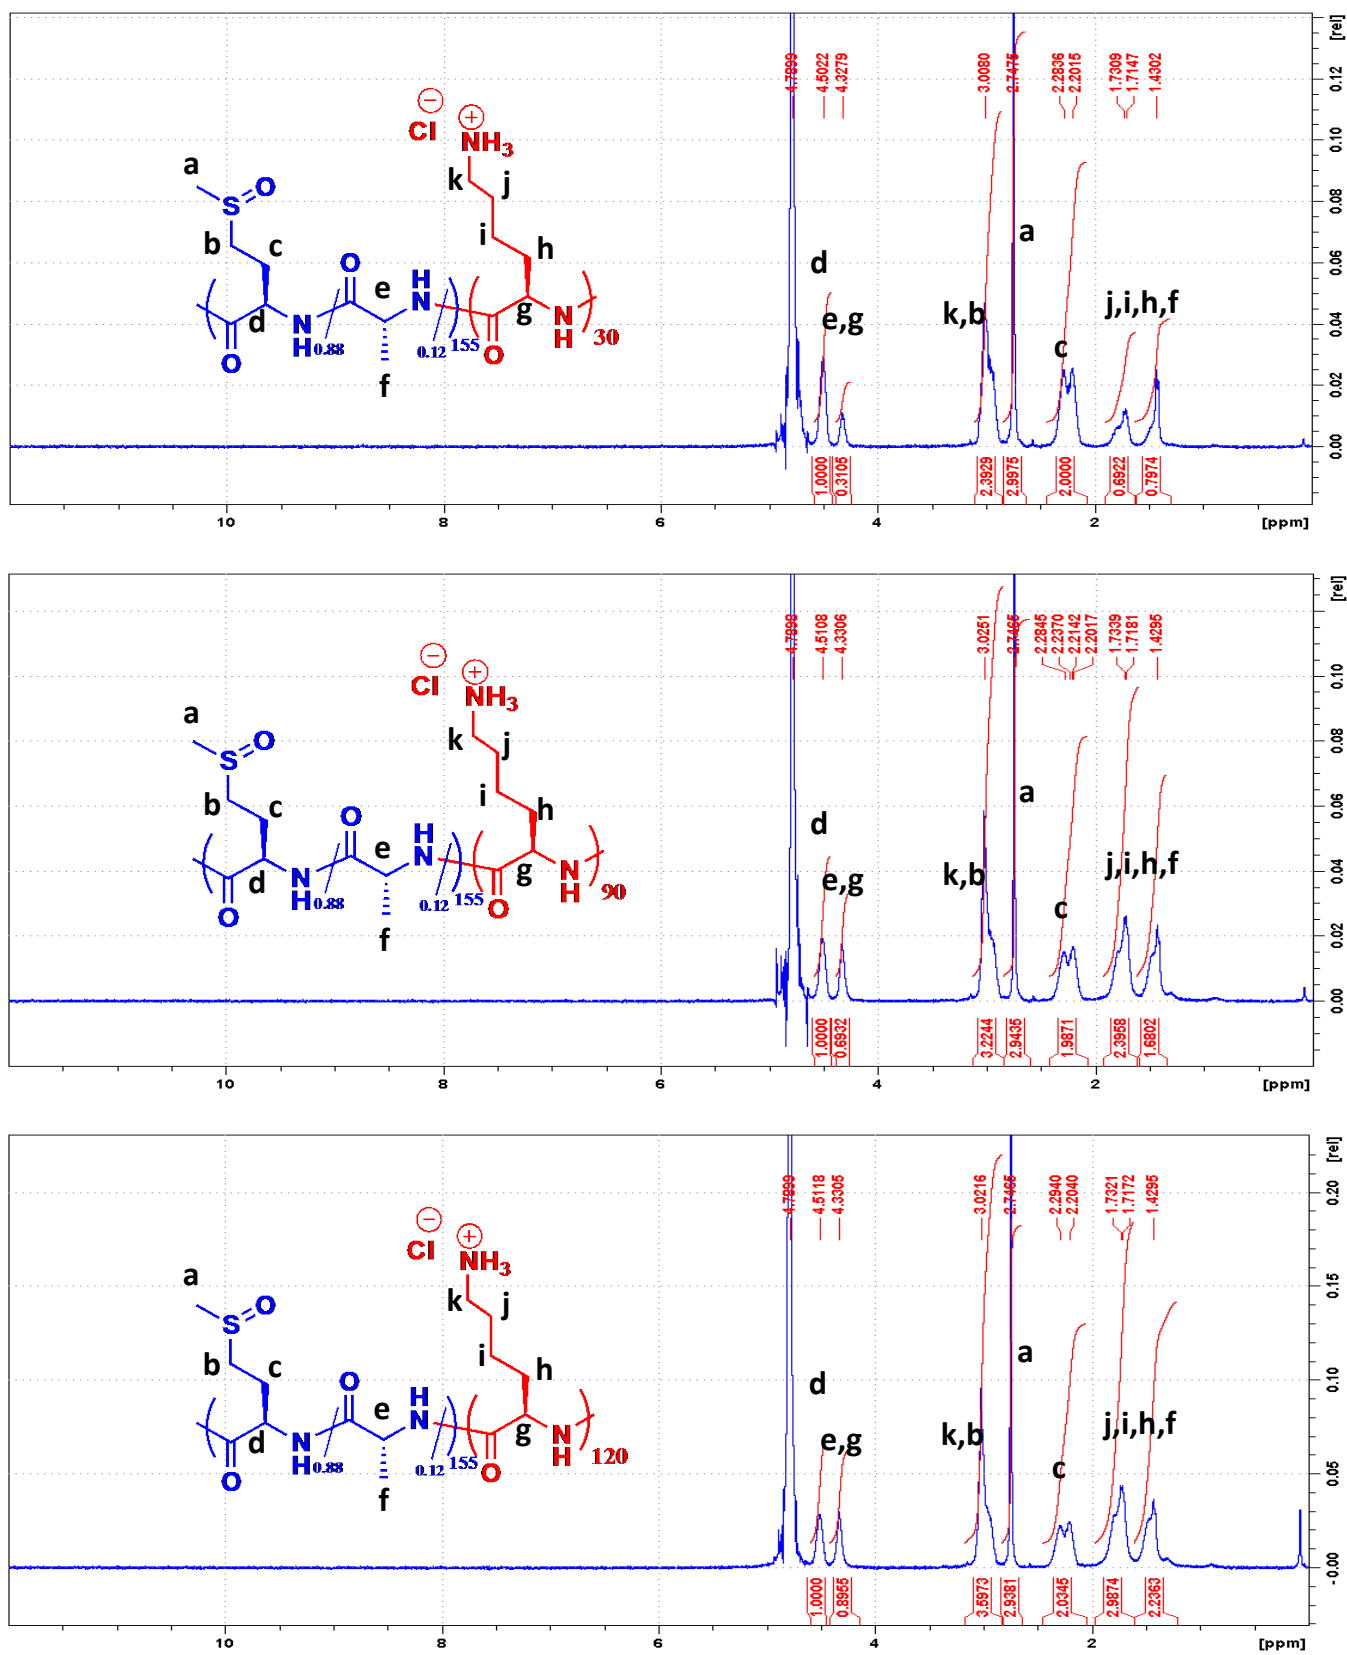 [rel]
4.7899 4.5022 4.3279 3.0080 2.7475 2.2836 2.2015 1.7309 1.7147 1.4302
0.12
0.10
0.08
0.06
0.04
0.02
0.00
− +
Cl NH3
a
S O
k j
b c
i h
O H
e N
d N O g N
H 0.88 0.12 155 H 30
O O
f
d
e,g
k,b
a
c
j,i,h,f
1.0000 0.3105 2.3929 2.9975 2.0000 0.6922 0.7974
10 8 6 4 2 [ppm]
[rel]
4.7898 4.5108 4.3306 3.0251 2.7465 2.2845 2.2370 2.2142 2.2017 1.7339 1.7181 1.4295
0.10
0.08
0.06
0.04
0.02
0.00
− +
Cl NH3
a
S O
k j
b c
i h
O H
e N
d N g N
H 0.88 0.12 155 H 90
O O
f
d
e,g
k,b
a
c
j,i,h,f
1.0000 0.6932 3.2244 2.9435 1.9871 2.3958 1.6802
10 8 6 4 2 [ppm]
[rel]
4.7899 4.5118 4.3305 3.0216 2.7465 2.2940 2.2040 1.7321 1.7172 1.4295
0.20
0.15
0.10
0.05
-0.00
− +
Cl NH3
a
S O
k j
b c
i h
O H
e N
d N g N
H 0.88 0.12 155 H 120
O O
f
d
e,g
k,b
a
c
j,i,h,f
1.0000 0.8955 3.5973 2.9381 2.0345 2.9874 2.2363
10 8 6 4 2 [ppm]